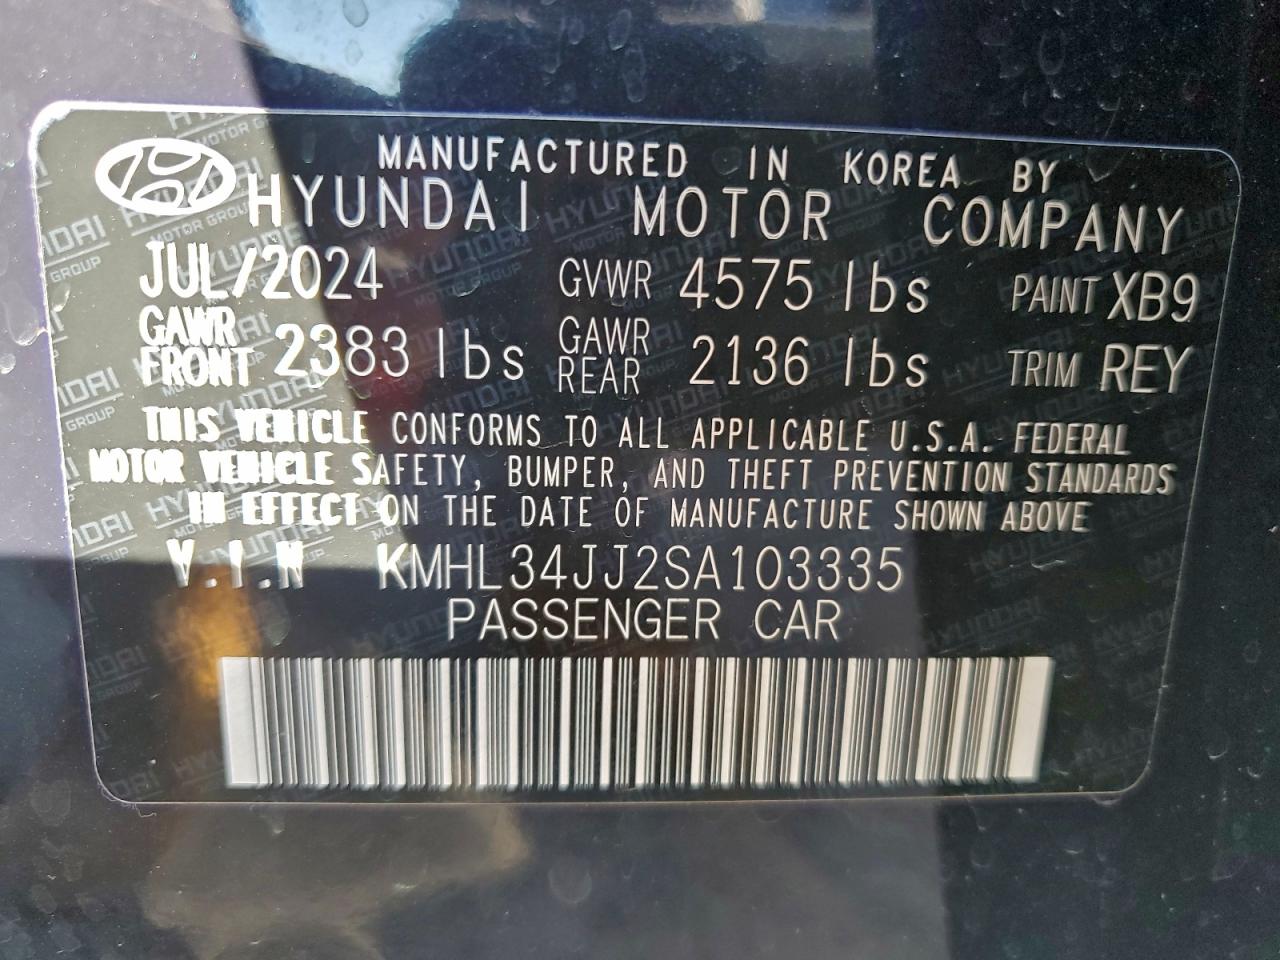 MANUFACTURED IN KOREA BY
HYUNDAI MOTOR COMPANY
JUL/2024 GVWR 4575 lbs PAINT XB9
GAWR FRONT 2383 lbs GAWR REAR 2136 lbs TRIM REY
THIS VEHICLE CONFORMS TO ALL APPLICABLE U.S.A. FEDERAL
MOTOR VEHICLE SAFETY, BUMPER, AND THEFT PREVENTION STANDARDS
IN EFFECT ON THE DATE OF MANUFACTURE SHOWN ABOVE
V.I.N KMHL34JJ2SA103335
PASSENGER CAR